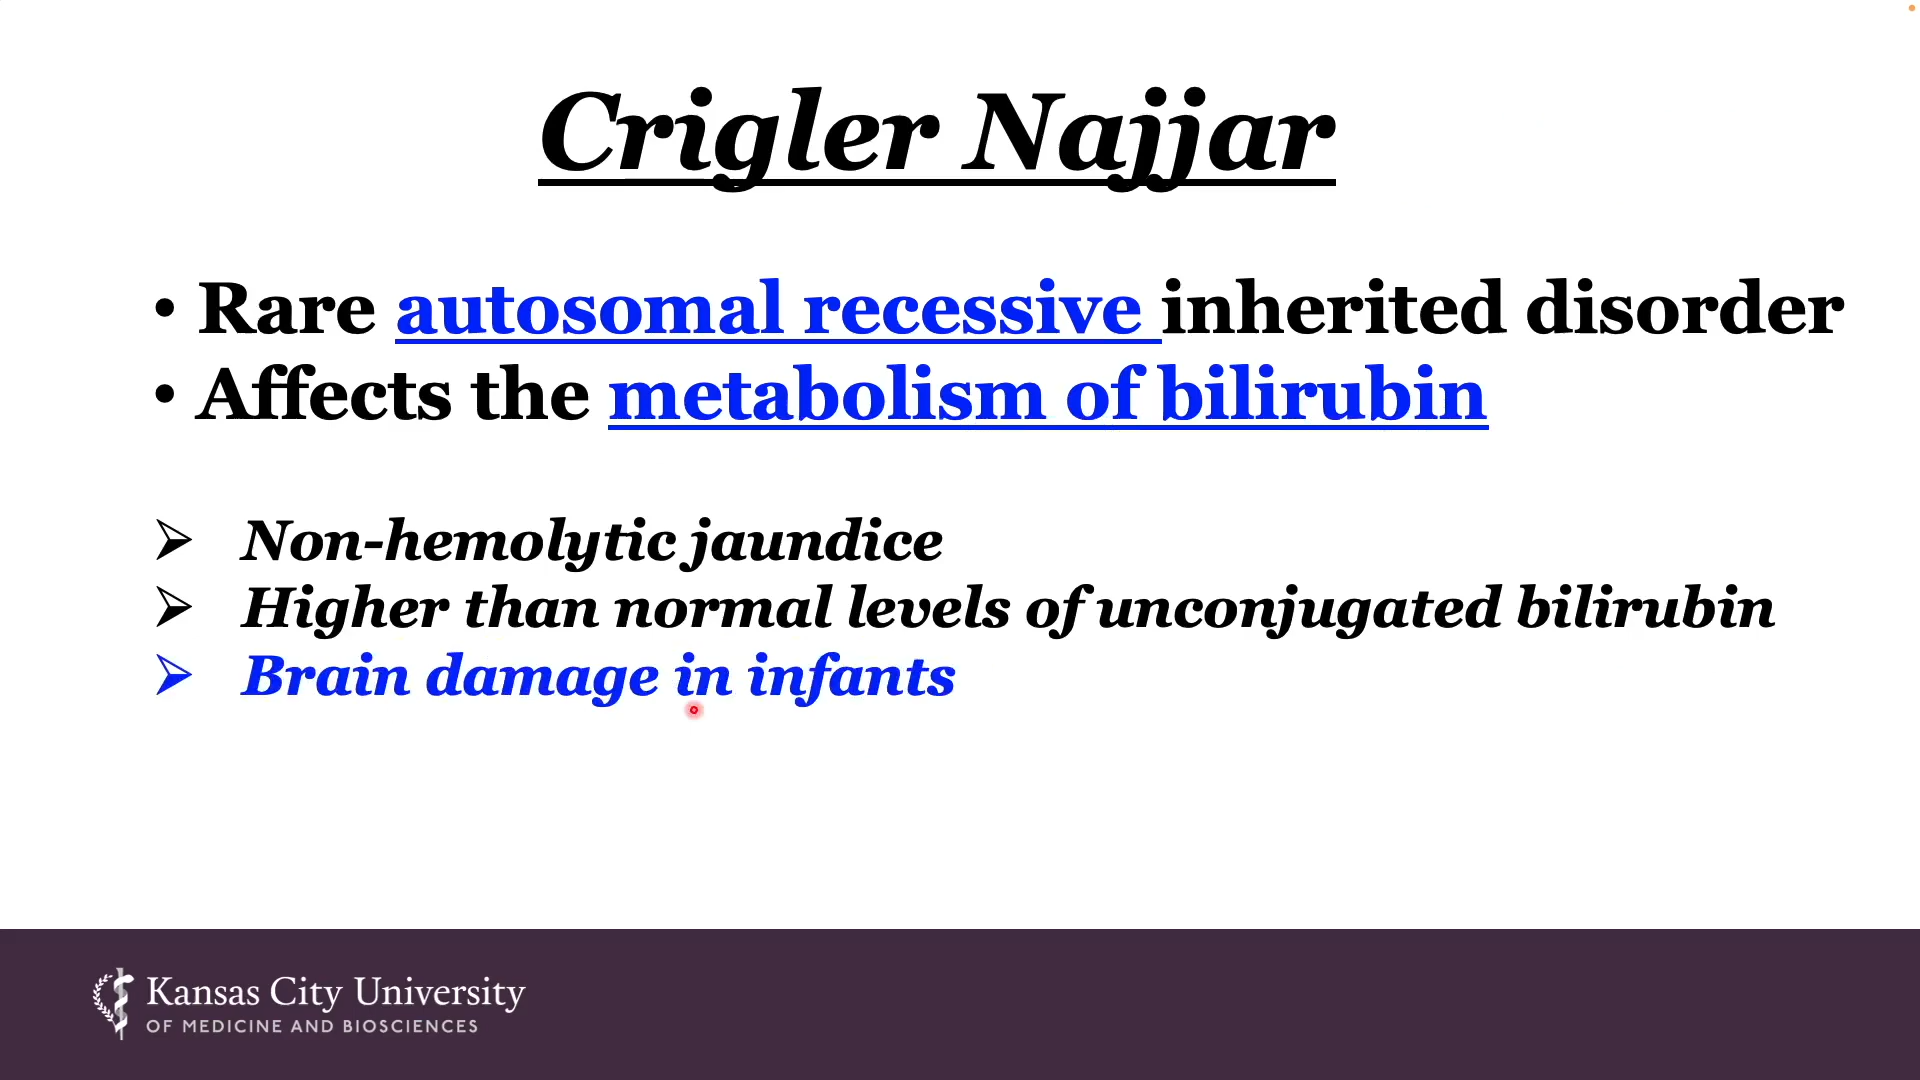 Crigler Najjar
• Rare autosomal recessive inherited disorder
• Affects the metabolism of bilirubin
➢ Non-hemolytic jaundice
➢ Higher than normal levels of unconjugated bilirubin
➢ Brain damage in infants
Kansas City University
OF MEDICINE AND BIOSCIENCES